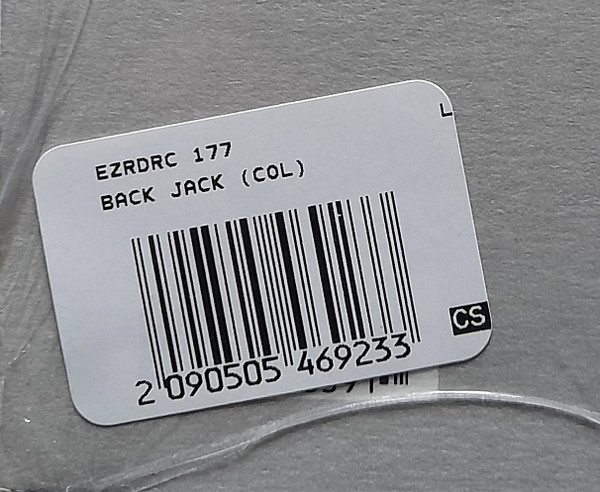 L
EZRDRC 177
BACK JACK (COL)
CS
2 090505 469233